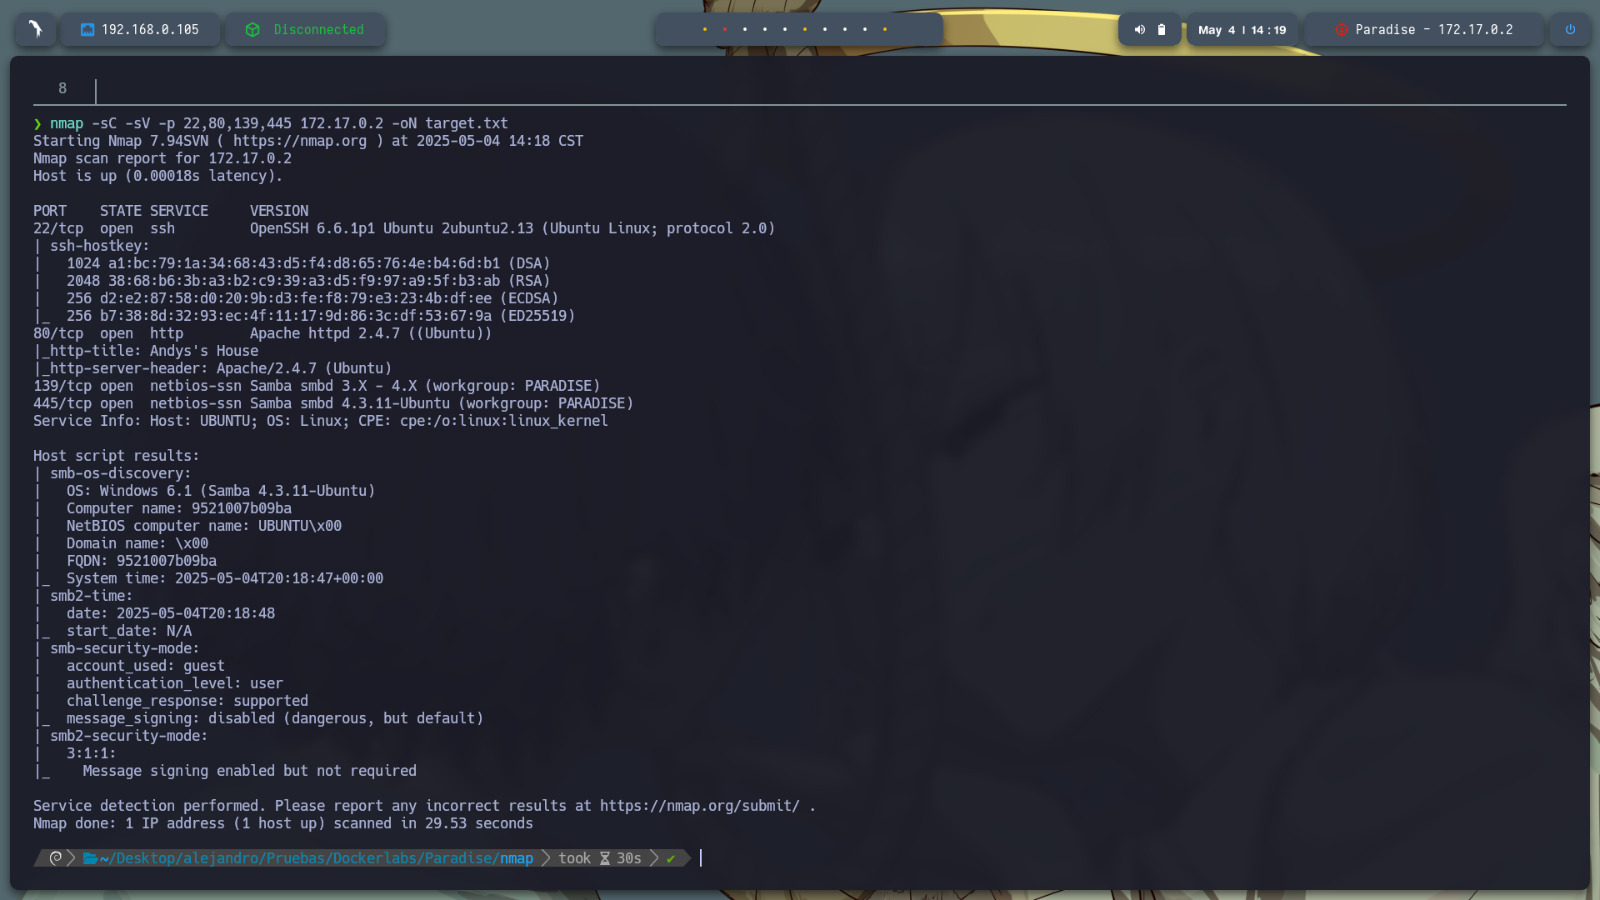 192.168.0.105
Disconnected
May 4 | 14:19
Paradise - 172.17.0.2
8
❯ nmap -sC -sV -p 22,80,139,445 172.17.0.2 -oN target.txt
Starting Nmap 7.94SVN ( https://nmap.org ) at 2025-05-04 14:18 CST
Nmap scan report for 172.17.0.2
Host is up (0.00018s latency).
PORT    STATE SERVICE     VERSION
22/tcp  open  ssh         OpenSSH 6.6.1p1 Ubuntu 2ubuntu2.13 (Ubuntu Linux; protocol 2.0)
| ssh-hostkey:
|   1024 a1:bc:79:1a:34:68:43:d5:f4:d8:65:76:4e:b4:6d:b1 (DSA)
|   2048 38:68:b6:3b:a3:b2:c9:39:a3:d5:f9:97:a9:5f:b3:ab (RSA)
|   256 d2:e2:87:58:d0:20:9b:d3:fe:f8:79:e3:23:4b:df:ee (ECDSA)
|_  256 b7:38:8d:32:93:ec:4f:11:17:9d:86:3c:df:53:67:9a (ED25519)
80/tcp  open  http        Apache httpd 2.4.7 ((Ubuntu))
|_http-title: Andys's House
|_http-server-header: Apache/2.4.7 (Ubuntu)
139/tcp open  netbios-ssn Samba smbd 3.X - 4.X (workgroup: PARADISE)
445/tcp open  netbios-ssn Samba smbd 4.3.11-Ubuntu (workgroup: PARADISE)
Service Info: Host: UBUNTU; OS: Linux; CPE: cpe:/o:linux:linux_kernel
Host script results:
| smb-os-discovery:
|   OS: Windows 6.1 (Samba 4.3.11-Ubuntu)
|   Computer name: 9521007b09ba
|   NetBIOS computer name: UBUNTU\x00
|   Domain name: \x00
|   FQDN: 9521007b09ba
|_  System time: 2025-05-04T20:18:47+00:00
| smb2-time:
|   date: 2025-05-04T20:18:48
|_  start_date: N/A
| smb-security-mode:
|   account_used: guest
|   authentication_level: user
|   challenge_response: supported
|_  message_signing: disabled (dangerous, but default)
| smb2-security-mode:
|   3:1:1:
|_    Message signing enabled but not required
Service detection performed. Please report any incorrect results at https://nmap.org/submit/ .
Nmap done: 1 IP address (1 host up) scanned in 29.53 seconds
~/Desktop/alejandro/Pruebas/Dockerlabs/Paradise/nmap took 30s ✔